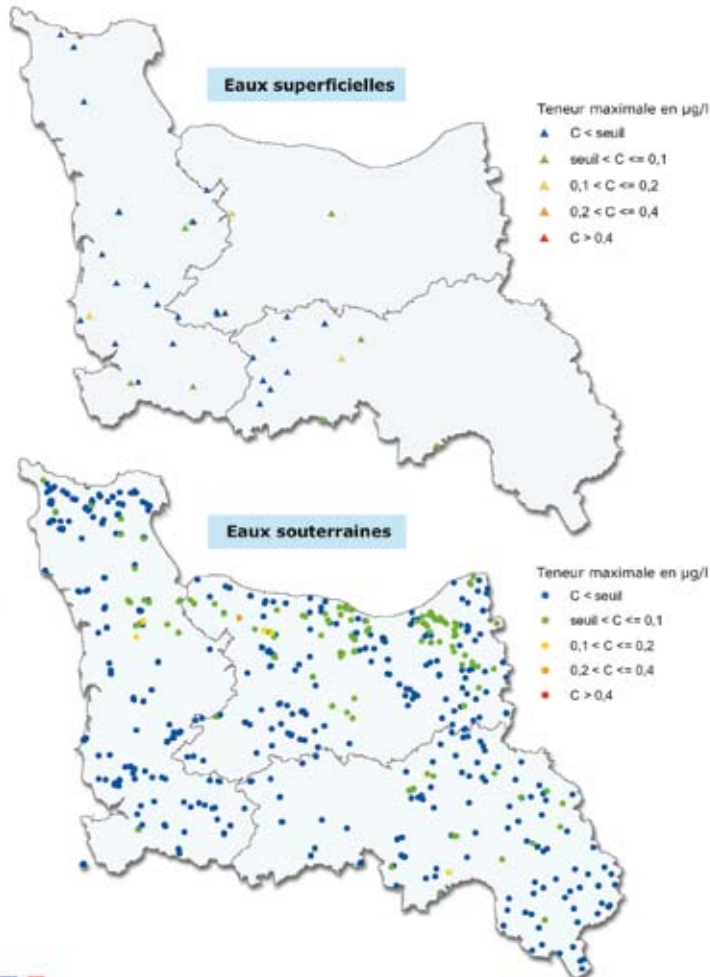 Eaux superficielles
Teneur maximale en µg/l
C < seuil
seuil < C <= 0,1
0,1 < C <= 0,2
0,2 < C <= 0,4
C > 0,4
Eaux souterraines
Teneur maximale en µg/l
C < seuil
seuil < C <= 0,1
0,1 < C <= 0,2
0,2 < C <= 0,4
C > 0,4